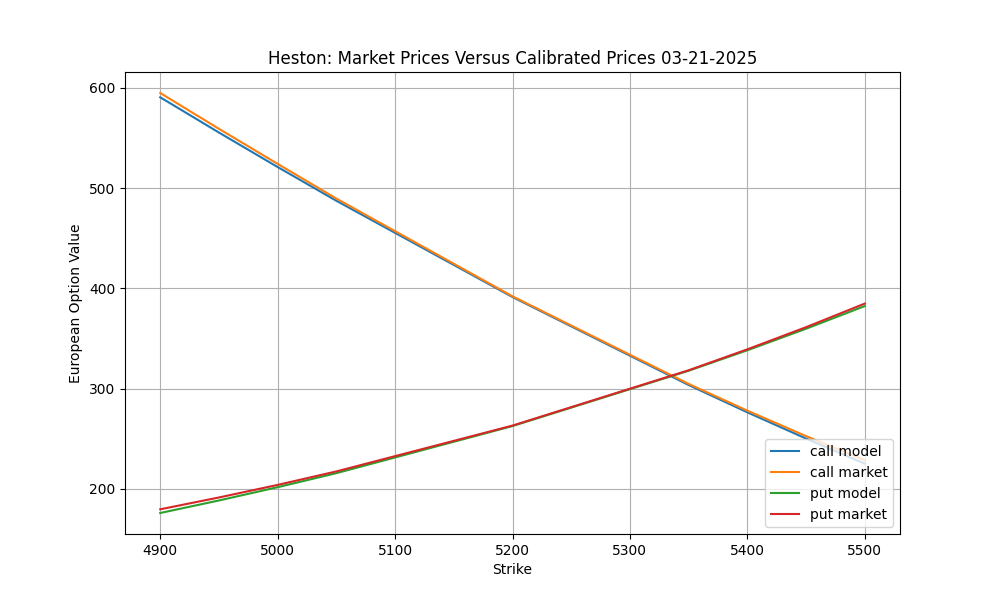 Heston: Market Prices Versus Calibrated Prices 03-21-2025
600
500
400
300
200
European Option Value
4900 5000 5100 5200 5300 5400 5500
Strike
call model
call market
put model
put market